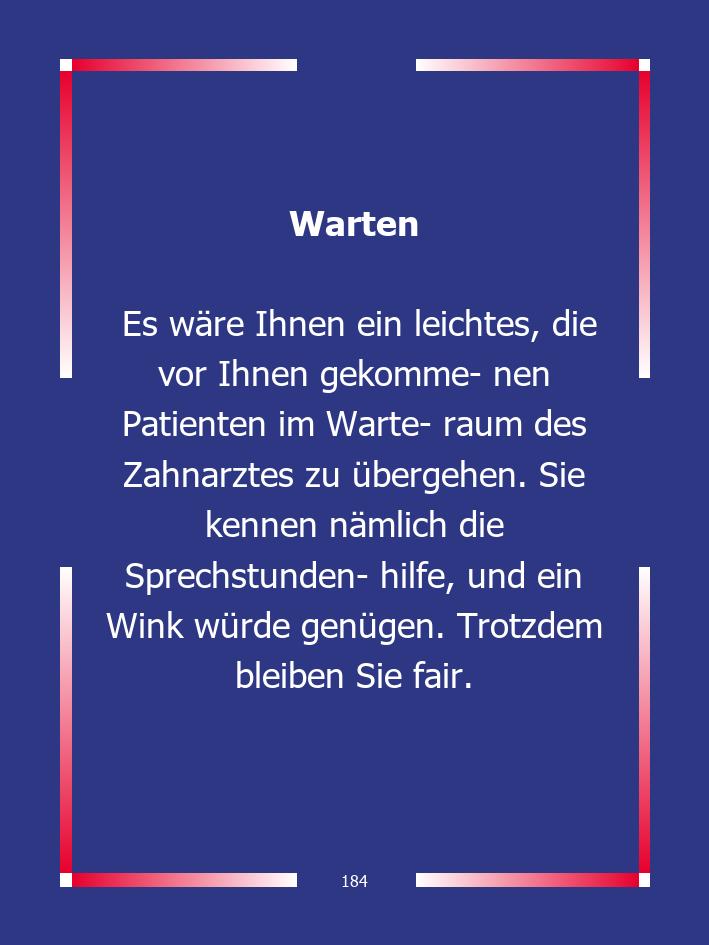 Warten
Es wäre Ihnen ein leichtes, die
vor Ihnen gekomme- nen
Patienten im Warte- raum des
Zahnarztes zu übergehen. Sie
kennen nämlich die
Sprechstunden- hilfe, und ein
Wink würde genügen. Trotzdem
bleiben Sie fair.
184